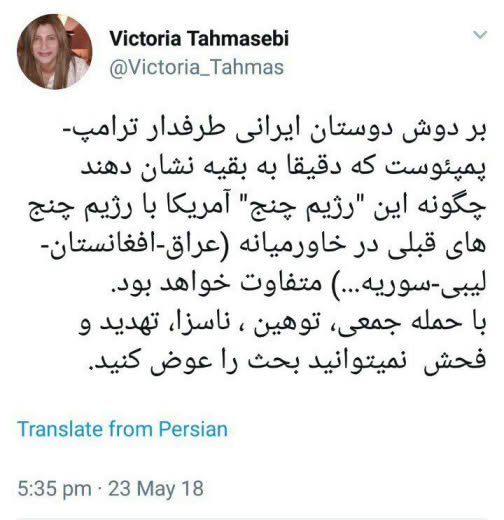 Victoria Tahmasebi
@Victoria_Tahmas
بر دوش دوستان ایرانی طرفدار ترامپ-
پمپئوست که دقیقا به بقیه نشان دهند
چگونه این "رژیم چنج" آمریکا با رژیم چنج
های قبلی در خاورمیانه (عراق-افغانستان-
لیبی-سوریه...) متفاوت خواهد بود.
با حمله جمعی، توهین ، ناسزا، تهدید و
فحش  نمیتوانید بحث را عوض کنید.
Translate from Persian
5:35 pm · 23 May 18